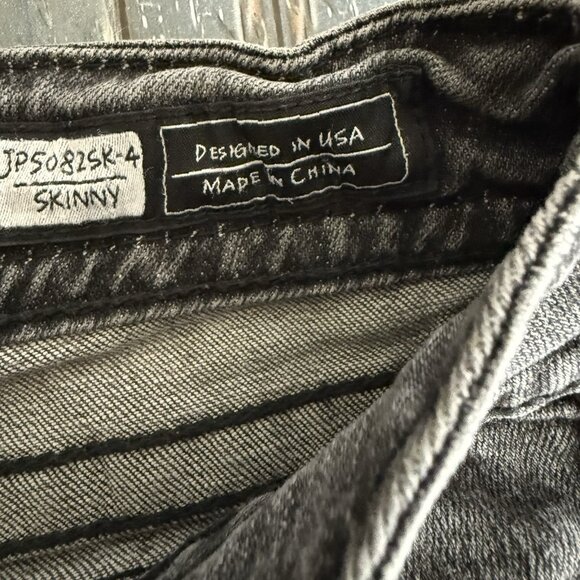 JP5082SK-4
SKINNY
DESIGNED IN USA
MADE IN CHINA